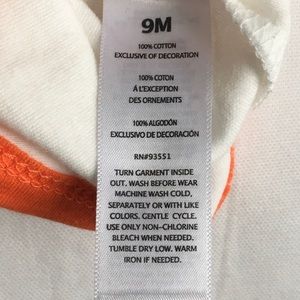 9M
100% COTTON
EXCLUSIVE OF DECORATION
100% COTON
À L'EXCEPTION
DES ORNEMENTS
100% ALGODÓN
EXCLUSIVO DE DECORACIÓN
RN#93551
TURN GARMENT INSIDE
OUT. WASH BEFORE WEAR
MACHINE WASH COLD,
SEPARATELY OR WITH LIKE
COLORS. GENTLE CYCLE.
USE ONLY NON-CHLORINE
BLEACH WHEN NEEDED.
TUMBLE DRY LOW. WARM
IRON IF NEEDED.